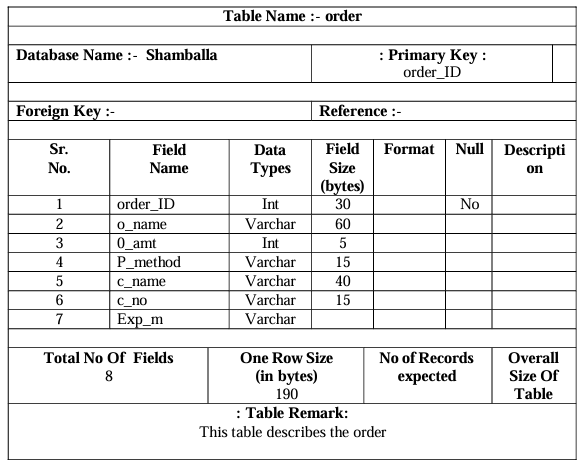 Table Name :- order
Database Name :- Shamballa : Primary Key :
order_ID
Foreign Key :- Reference :-
Sr. Field Data Field Format Null Descripti
No. Name Types Size on
(bytes)
1 order_ID Int 30 No
2 o_name Varchar 60
3 0_amt Int 5
4 P_method Varchar 15
5 c_name Varchar 40
6 c_no Varchar 15
7 Exp_m Varchar
Total No Of Fields One Row Size No of Records Overall
8 (in bytes) expected Size Of
190 Table
: Table Remark:
This table describes the order